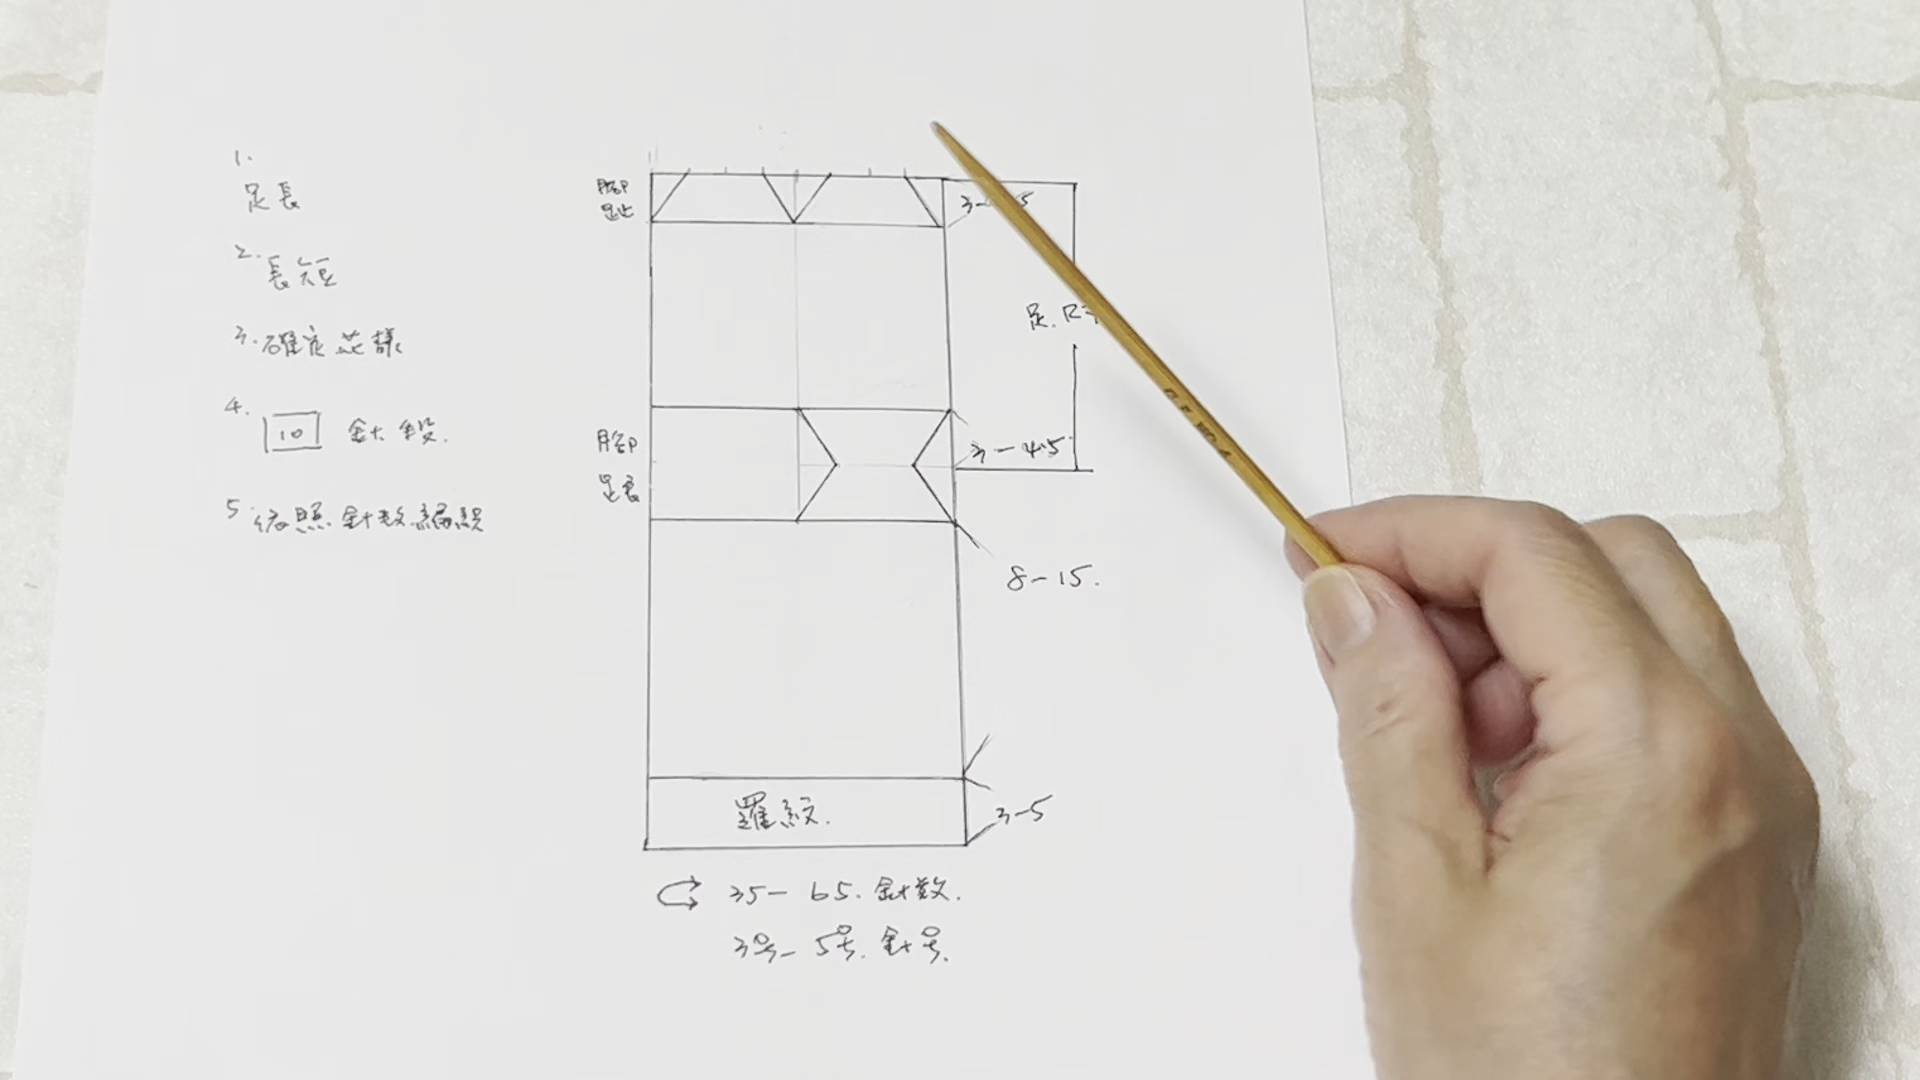 1.
足長
2.
長短
3. 確定花樣
4.
10 針段.
5. 依照針数編織
腳
趾
足.尺寸
腳
3-4.5
8-15.
羅紋.
3-5
35- 65. 針数.
3号- 5号. 針号.